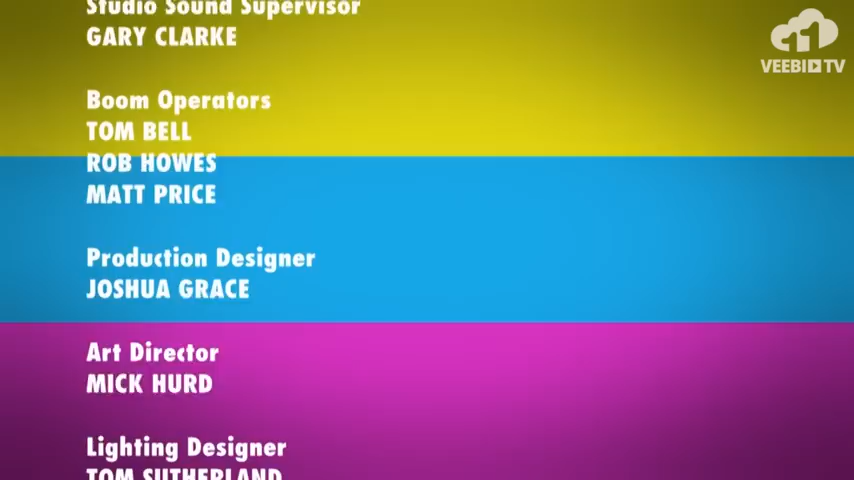 Studio Sound Supervisor
GARY CLARKE
Boom Operators
TOM BELL
ROB HOWES
MATT PRICE
Production Designer
JOSHUA GRACE
Art Director
MICK HURD
Lighting Designer
TOM SUTHERLAND
VEEBI TV